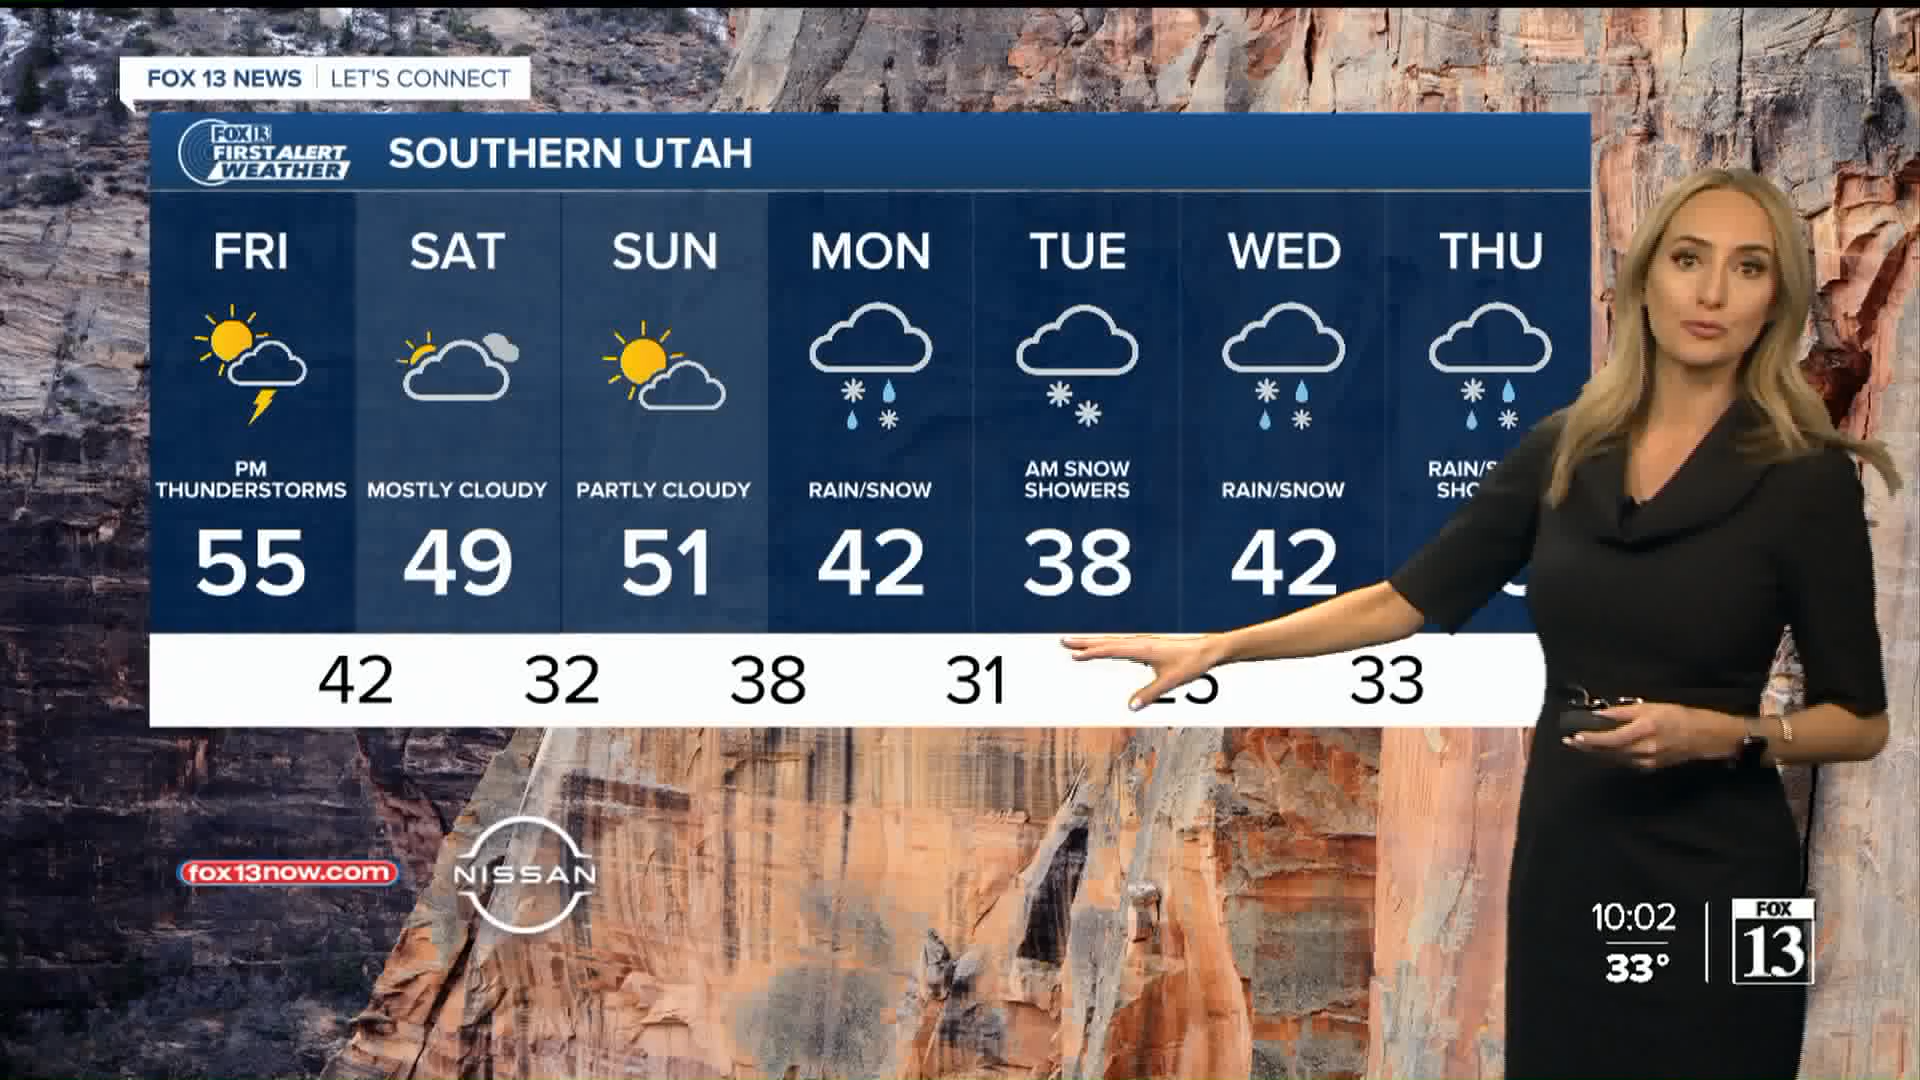 FOX 13 NEWS | LET'S CONNECT
FOX 13
FIRST ALERT
WEATHER
SOUTHERN UTAH
FRI SAT SUN MON TUE WED THU
PM THUNDERSTORMS MOSTLY CLOUDY PARTLY CLOUDY RAIN/SNOW AM SNOW SHOWERS RAIN/SNOW
55 49 51 42 38 42
42 32 38 31 33
fox13now.com
NISSAN
10:02
33°
FOX
13